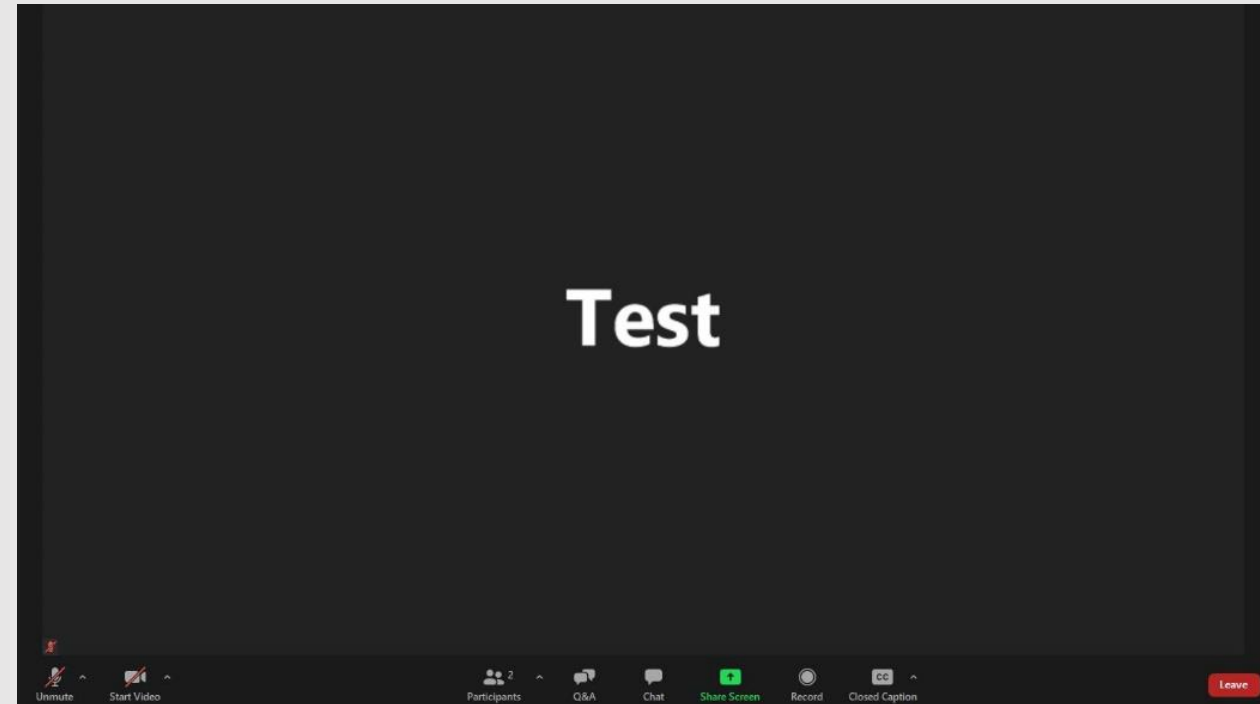 Test
Unmute
Start Video
Participants
2
Q&A
Chat
Share Screen
Record
CC
Closed Caption
Leave